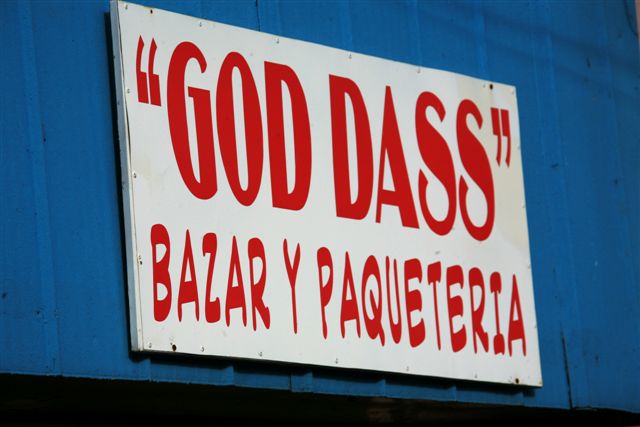 “GOD DASS”
BAZAR Y PAQUETERIA